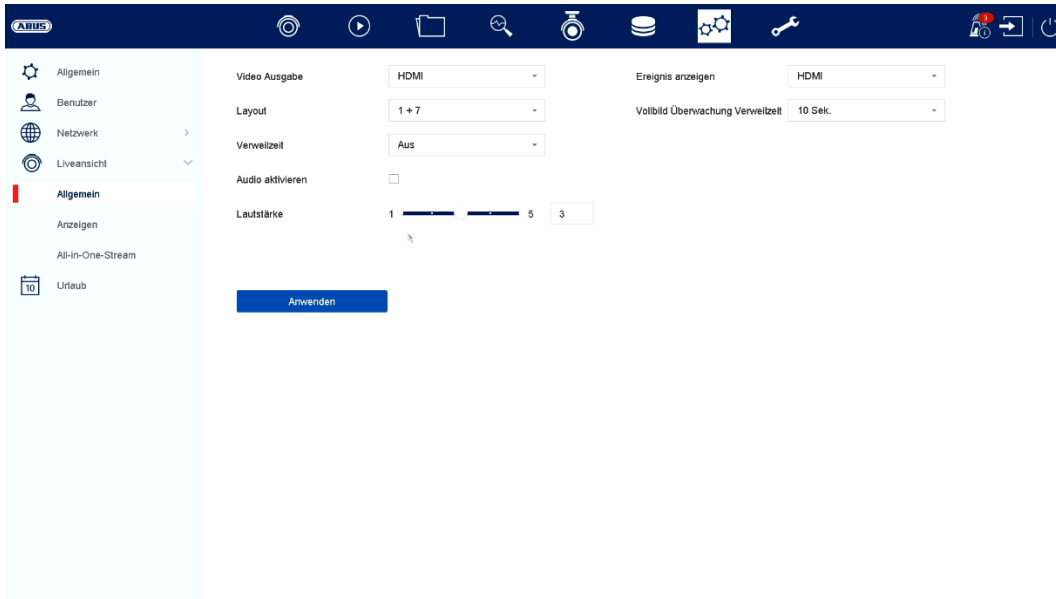 ABUS
3
Allgemein
Benutzer
Netzwerk
Liveansicht
Allgemein
Anzeigen
All-in-One-Stream
10 Urlaub
Video Ausgabe HDMI Ereignis anzeigen HDMI
Layout 1 + 7 Vollbild Überwachung Verweilzeit 10 Sek.
Verweilzeit Aus
Audio aktivieren
Lautstärke 1 5 3
Anwenden